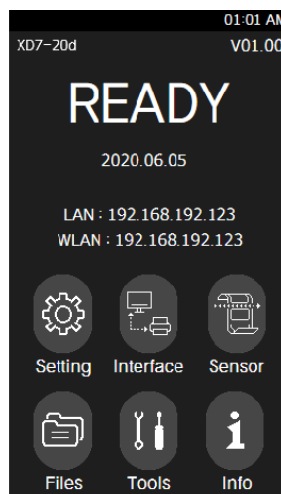 01:01 AM
XD7-20d V01.00
READY
2020.06.05
LAN : 192.168.192.123
WLAN : 192.168.192.123
Setting Interface Sensor
Files Tools Info